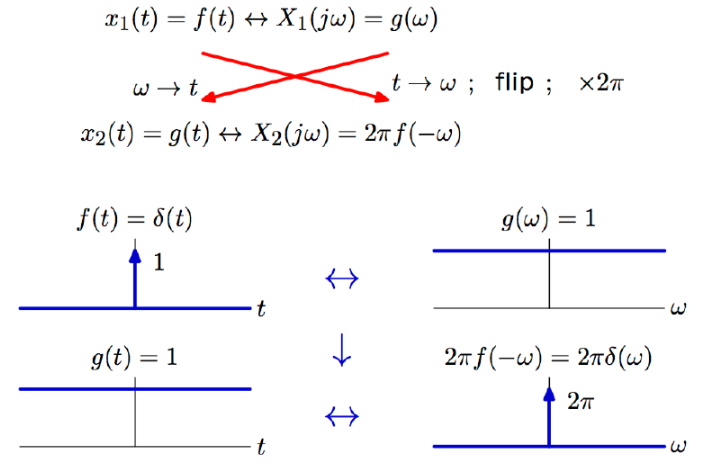 x₁(t) = f(t) ↔ X₁(jω) = g(ω)
ω → t
t → ω ; flip ; ×2π
x₂(t) = g(t) ↔ X₂(jω) = 2πf(−ω)
f(t) = δ(t)
g(ω) = 1
1
↔
t
ω
↓
g(t) = 1
2πf(−ω) = 2πδ(ω)
2π
↔
t
ω